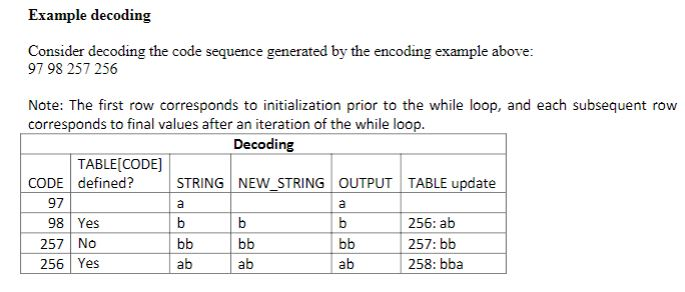 Example decoding
Consider decoding the code sequence generated by the encoding example above:
97 98 257 256
Note: The first row corresponds to initialization prior to the while loop, and each subsequent row
corresponds to final values after an iteration of the while loop.
Decoding
CODE TABLE[CODE] defined? STRING NEW_STRING OUTPUT TABLE update
97 a a
98 Yes b b b 256: ab
257 No bb bb bb 257: bb
256 Yes ab ab ab 258: bba